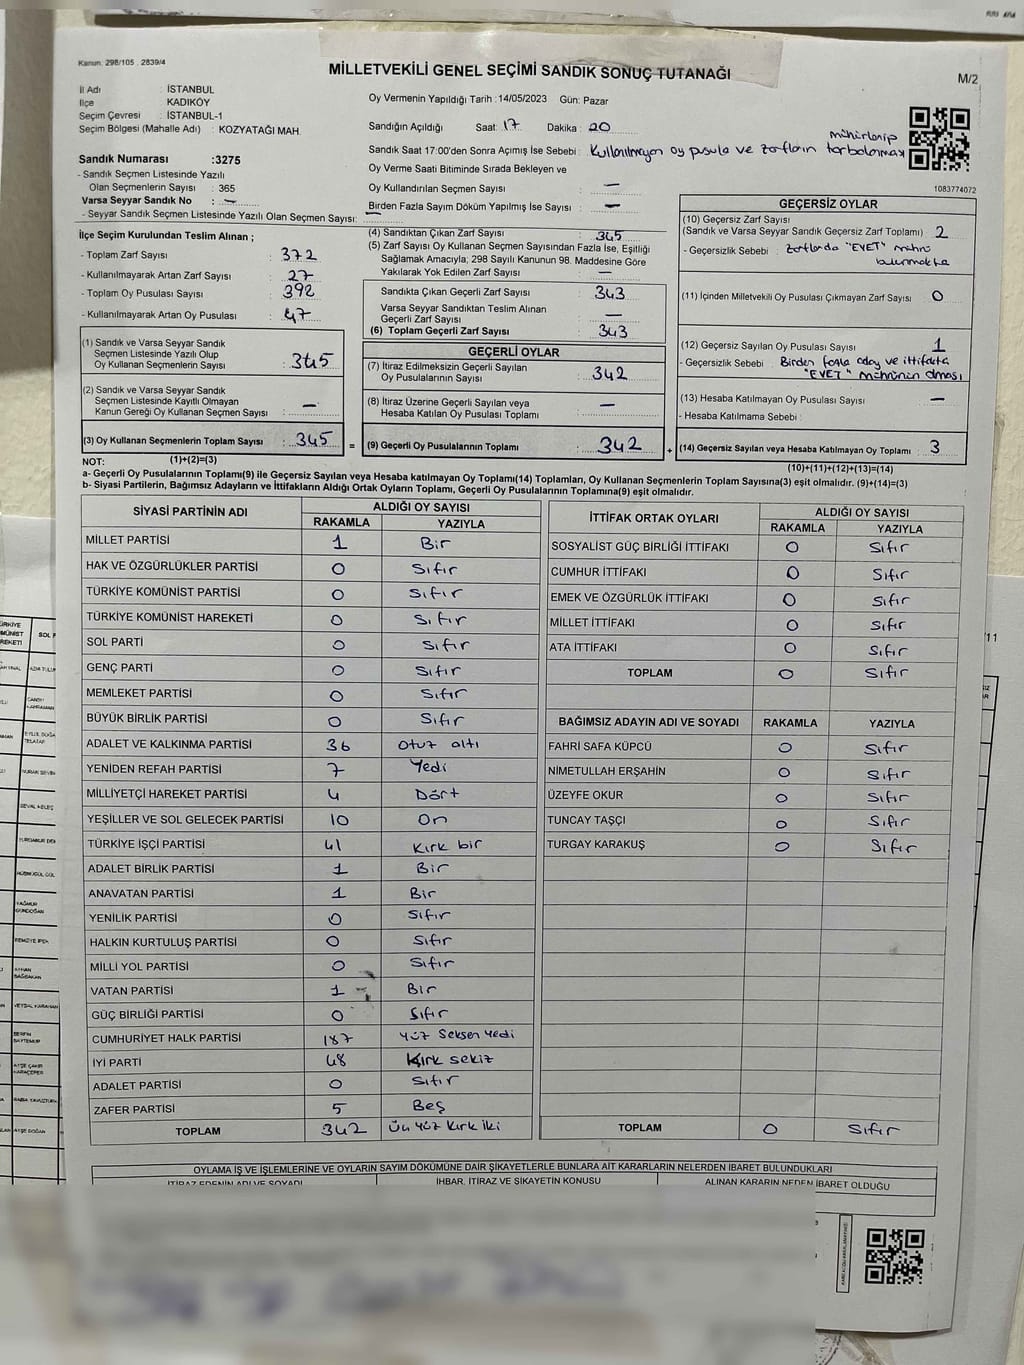 Kanun: 298/105 , 2839/4
MİLLETVEKİLİ GENEL SEÇİMİ SANDIK SONUÇ TUTANAĞI
M/2
İl Adı : İSTANBUL
İlçe : KADIKÖY
Seçim Çevresi : İSTANBUL-1
Seçim Bölgesi (Mahalle Adı) : KOZYATAĞI MAH.
Oy Vermenin Yapıldığı Tarih : 14/05/2023 Gün: Pazar
Sandığın Açıldığı Saat: 17 Dakika : 20
Sandık Saat 17:00'den Sonra Açımış İse Sebebi : Kullanılmayan oy pusula ve zarfların torbalanması
mühürlenip
Sandık Numarası :3275
- Sandık Seçmen Listesinde Yazılı
Olan Seçmenlerin Sayısı : 365
Varsa Seyyar Sandık No : —
- Seyyar Sandık Seçmen Listesinde Yazılı Olan Seçmen Sayısı: —
Oy Verme Saati Bitiminde Sırada Bekleyen ve
Oy Kullandırılan Seçmen Sayısı : —
Birden Fazla Sayım Döküm Yapılmış İse Sayısı : —
1083774072
İlçe Seçim Kurulundan Teslim Alınan ;
- Toplam Zarf Sayısı : 372
- Kullanılmayarak Artan Zarf Sayısı : 27
- Toplam Oy Pusulası Sayısı : 392
- Kullanılmayarak Artan Oy Pusulası : 47
(4) Sandıktan Çıkan Zarf Sayısı : 345
(5) Zarf Sayısı Oy Kullanan Seçmen Sayısından Fazla İse, Eşitliği
Sağlamak Amacıyla, 298 Sayılı Kanunun 98. Maddesine Göre
Yakılarak Yok Edilen Zarf Sayısı : —
Sandıkta Çıkan Geçerli Zarf Sayısı : 343
Varsa Seyyar Sandıktan Teslim Alınan
Geçerli Zarf Sayısı : —
(6) Toplam Geçerli Zarf Sayısı : 343
GEÇERSİZ OYLAR
(10) Geçersiz Zarf Sayısı
(Sandık ve Varsa Seyyar Sandık Geçersiz Zarf Toplamı) : 2
- Geçersizlik Sebebi : Zarflarda "EVET" mührü
bulunmakta
(11) İçinden Milletvekili Oy Pusulası Çıkmayan Zarf Sayısı : 0
(12) Geçersiz Sayılan Oy Pusulası Sayısı : 1
- Geçersizlik Sebebi : Birden fazla aday ve ittifakta
"EVET" mührünün olması
(13) Hesaba Katılmayan Oy Pusulası Sayısı : —
- Hesaba Katılmama Sebebi :
(14) Geçersiz Sayılan veya Hesaba Katılmayan Oy Toplamı : 3
(1) Sandık ve Varsa Seyyar Sandık
Seçmen Listesinde Yazılı Olup
Oy Kullanan Seçmen Sayısı : 345
(2) Sandık ve Varsa Seyyar Sandık
Seçmen Listesinde Kayıtlı Olmayan
Kanun Gereği Oy Kullanan Seçmen Sayısı : —
(3) Oy Kullanan Seçmenlerin Toplam Sayısı : 345 =
GEÇERLİ OYLAR
(7) İtiraz Edilmeksizin Geçerli Sayılan
Oy Pusulalarının Sayısı : 342
(8) İtiraz Üzerine Geçerli Sayılan veya
Hesaba Katılan Oy Pusulası Toplamı : —
(9) Geçerli Oy Pusulalarının Toplamı : 342 +
NOT: (1)+(2)=(3)
(10)+(11)+(12)+(13)=(14)
a- Geçerli Oy Pusulalarının Toplamı(9) ile Geçersiz Sayılan veya Hesaba katılmayan Oy Toplamı(14) Toplamları, Oy Kullanan Seçmenlerin Toplam Sayısına(3) eşit olmalıdır. (9)+(14)=(3)
b- Siyasi Partilerin, Bağımsız Adayların ve İttifakların Aldığı Ortak Oyların Toplamı, Geçerli Oy Pusulalarının Toplamına(9) eşit olmalıdır.
SİYASİ PARTİNİN ADI ALDIĞI OY SAYISI
RAKAMLA YAZIYLA
MİLLET PARTİSİ 1 Bir
HAK VE ÖZGÜRLÜKLER PARTİSİ 0 Sıfır
TÜRKİYE KOMÜNİST PARTİSİ 0 Sıfır
TÜRKİYE KOMÜNİST HAREKETİ 0 Sıfır
SOL PARTİ 0 Sıfır
GENÇ PARTİ 0 Sıfır
MEMLEKET PARTİSİ 0 Sıfır
BÜYÜK BİRLİK PARTİSİ 0 Sıfır
ADALET VE KALKINMA PARTİSİ 36 Otuz altı
YENİDEN REFAH PARTİSİ 7 Yedi
MİLLİYETÇİ HAREKET PARTİSİ 4 Dört
YEŞİLLER VE SOL GELECEK PARTİSİ 10 On
TÜRKİYE İŞÇİ PARTİSİ 41 Kırk bir
ADALET BİRLİK PARTİSİ 1 Bir
ANAVATAN PARTİSİ 1 Bir
YENİLİK PARTİSİ 0 Sıfır
HALKIN KURTULUŞ PARTİSİ 0 Sıfır
MİLLİ YOL PARTİSİ 0 Sıfır
VATAN PARTİSİ 1 Bir
GÜÇ BİRLİĞİ PARTİSİ 0 Sıfır
CUMHURİYET HALK PARTİSİ 187 Yüz Seksen Yedi
İYİ PARTİ 48 Kırk sekiz
ADALET PARTİSİ 0 Sıfır
ZAFER PARTİSİ 5 Beş
TOPLAM 342 Üç yüz Kırk iki
İTTİFAK ORTAK OYLARI ALDIĞI OY SAYISI
RAKAMLA YAZIYLA
SOSYALİST GÜÇ BİRLİĞİ İTTİFAKI 0 Sıfır
CUMHUR İTTİFAKI 0 Sıfır
EMEK VE ÖZGÜRLÜK İTTİFAKI 0 Sıfır
MİLLET İTTİFAKI 0 Sıfır
ATA İTTİFAKI 0 Sıfır
TOPLAM 0 Sıfır
BAĞIMSIZ ADAYIN ADI VE SOYADI RAKAMLA YAZIYLA
FAHRİ SAFA KÜPCÜ 0 Sıfır
NİMETULLAH ERŞAHİN 0 Sıfır
ÜZEYFE OKUR 0 Sıfır
TUNCAY TAŞÇI 0 Sıfır
TURGAY KARAKUŞ 0 Sıfır
TOPLAM 0 Sıfır
OYLAMA İŞ VE İŞLEMLERİNE VE OYLARIN SAYIM DÖKÜMÜNE DAİR ŞİKAYETLERLE BUNLARA AİT KARARLARIN NELERDEN İBARET BULUNDUKLARI
İTİRAZ EDENİN ADI VE SOYADI İHBAR, İTİRAZ VE ŞİKAYETİN KONUSU ALINAN KARARIN NEDEN İBARET OLDUĞU